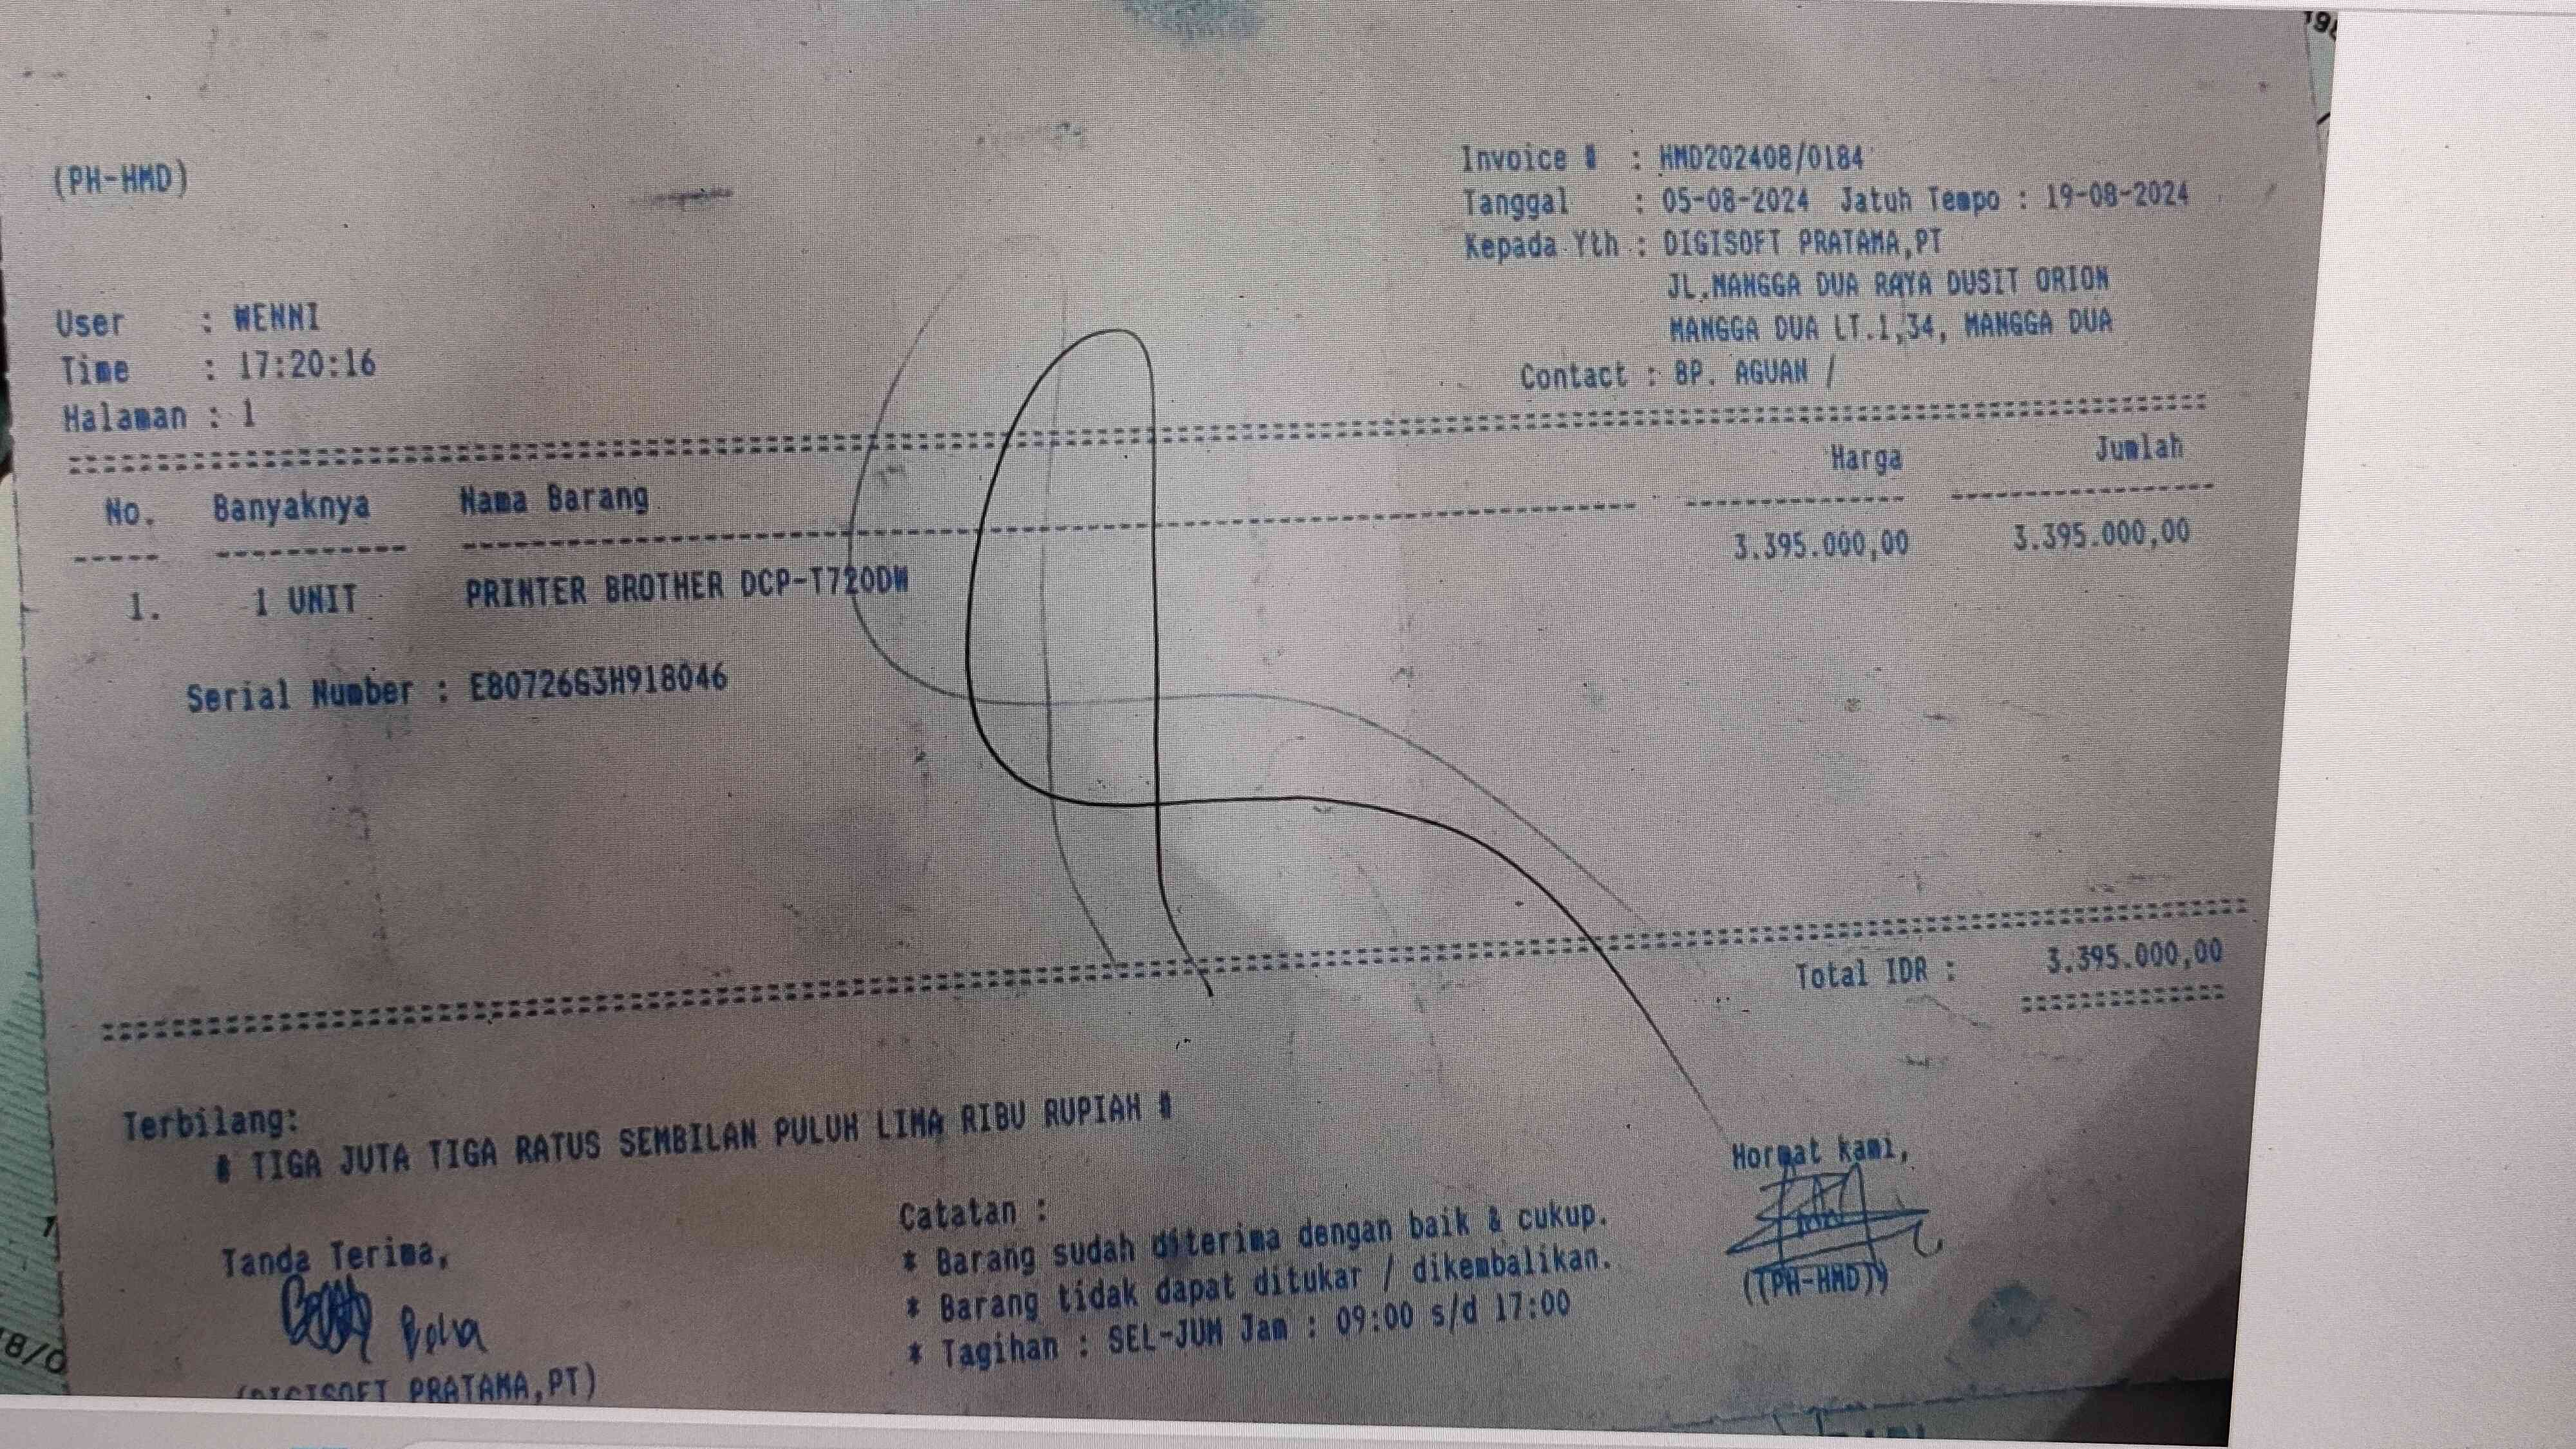 (PH-HMD)
Invoice # : HMD202408/0184
Tanggal : 05-08-2024 Jatuh Tempo : 19-08-2024
Kepada Yth : DIGISOFT PRATAMA,PT
JL.MANGGA DUA RAYA DUSIT ORION
MANGGA DUA LT.1,34, MANGGA DUA
Contact : BP. AGUAN /
User : WENNI
Time : 17:20:16
Halaman : 1
No. Banyaknya Nama Barang Harga Jumlah
1. 1 UNIT PRINTER BROTHER DCP-T720DW 3.395.000,00 3.395.000,00
Serial Number : E80726G3H918046
Total IDR : 3.395.000,00
Terbilang:
# TIGA JUTA TIGA RATUS SEMBILAN PULUH LIMA RIBU RUPIAH #
Hormat kami,
(PH-HMD)
Catatan :
* Barang sudah diterima dengan baik & cukup.
* Barang tidak dapat ditukar / dikembalikan.
* Tagihan : SEL-JUM Jam : 09:00 s/d 17:00
Tanda Terima,
(DIGISOFT PRATAMA,PT)